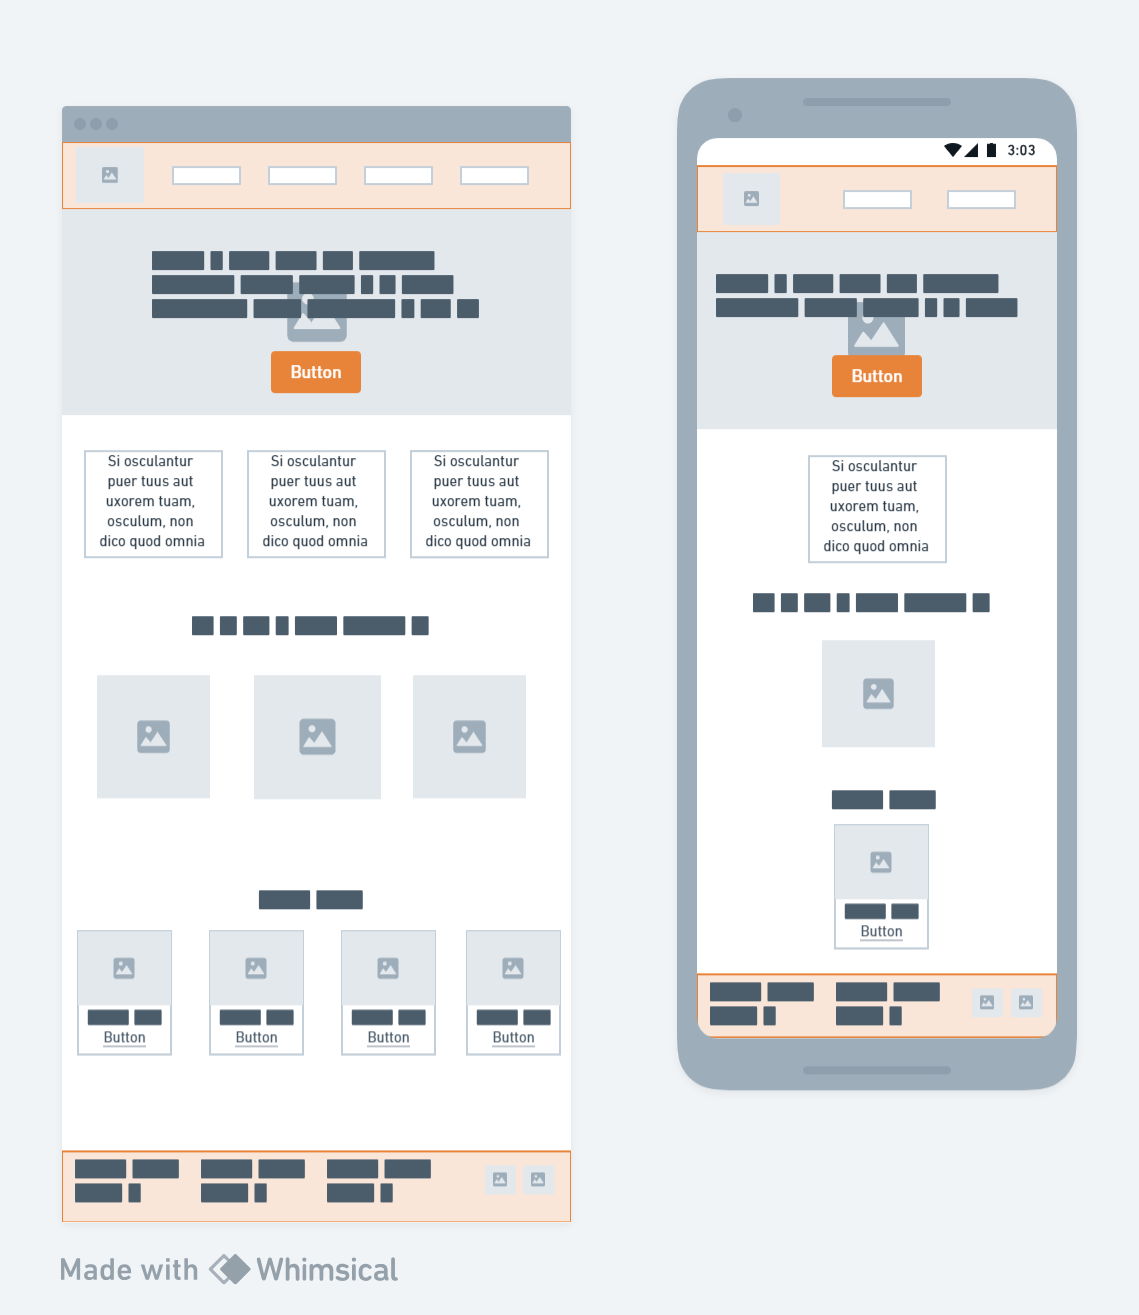 3:03
Button
Button
Si osculantur
puer tuus aut
uxorem tuam,
osculum, non
dico quod omnia
Si osculantur
puer tuus aut
uxorem tuam,
osculum, non
dico quod omnia
Si osculantur
puer tuus aut
uxorem tuam,
osculum, non
dico quod omnia
Si osculantur
puer tuus aut
uxorem tuam,
osculum, non
dico quod omnia
Button
Button
Button
Button
Button
Made with Whimsical